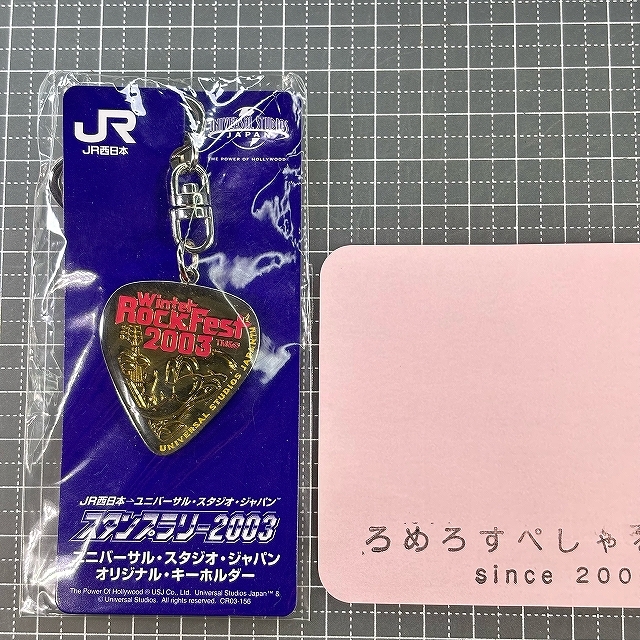 JR
JR西日本
UNIVERSAL STUDIOS
JAPAN
THE POWER OF HOLLYWOOD
Winter
RockFest
2003
UNIVERSAL STUDIOS JAPAN
JR西日本→ユニバーサル・スタジオ・ジャパン™
スタンプラリー2003
ユニバーサル・スタジオ・ジャパン
オリジナル・キーホルダー
The Power Of Hollywood ® USJ Co., Ltd. Universal Studios Japan™ &
© Universal Studios. All rights reserved. CR03-156
ろめろすぺしゃ
since 200